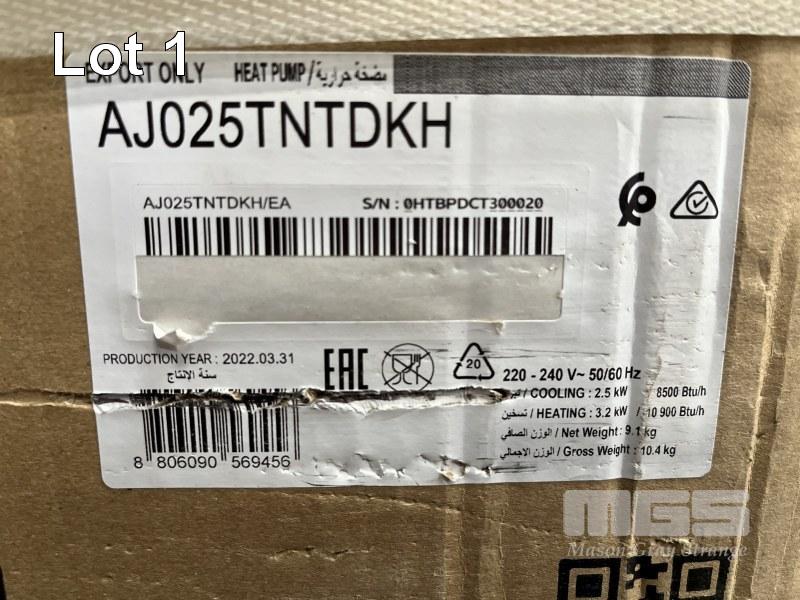 Lot 1
EXPORT ONLY HEAT PUMP / مضخة حرارية
AJ025TNTDKH
AJ025TNTDKH/EA S/N : 0HTBPDCT300020
PRODUCTION YEAR : 2022.03.31
سنة الانتاج
EAC
20
220 - 240 V~ 50/60 Hz
/ COOLING : 2.5 kW / 8500 Btu/h
تسخين / HEATING : 3.2 kW / 10 900 Btu/h
الوزن الصافي / Net Weight : 9.1 kg
الوزن الاجمالي / Gross Weight : 10.4 kg
8 806090 569456
MGS
Mason Gray Strange